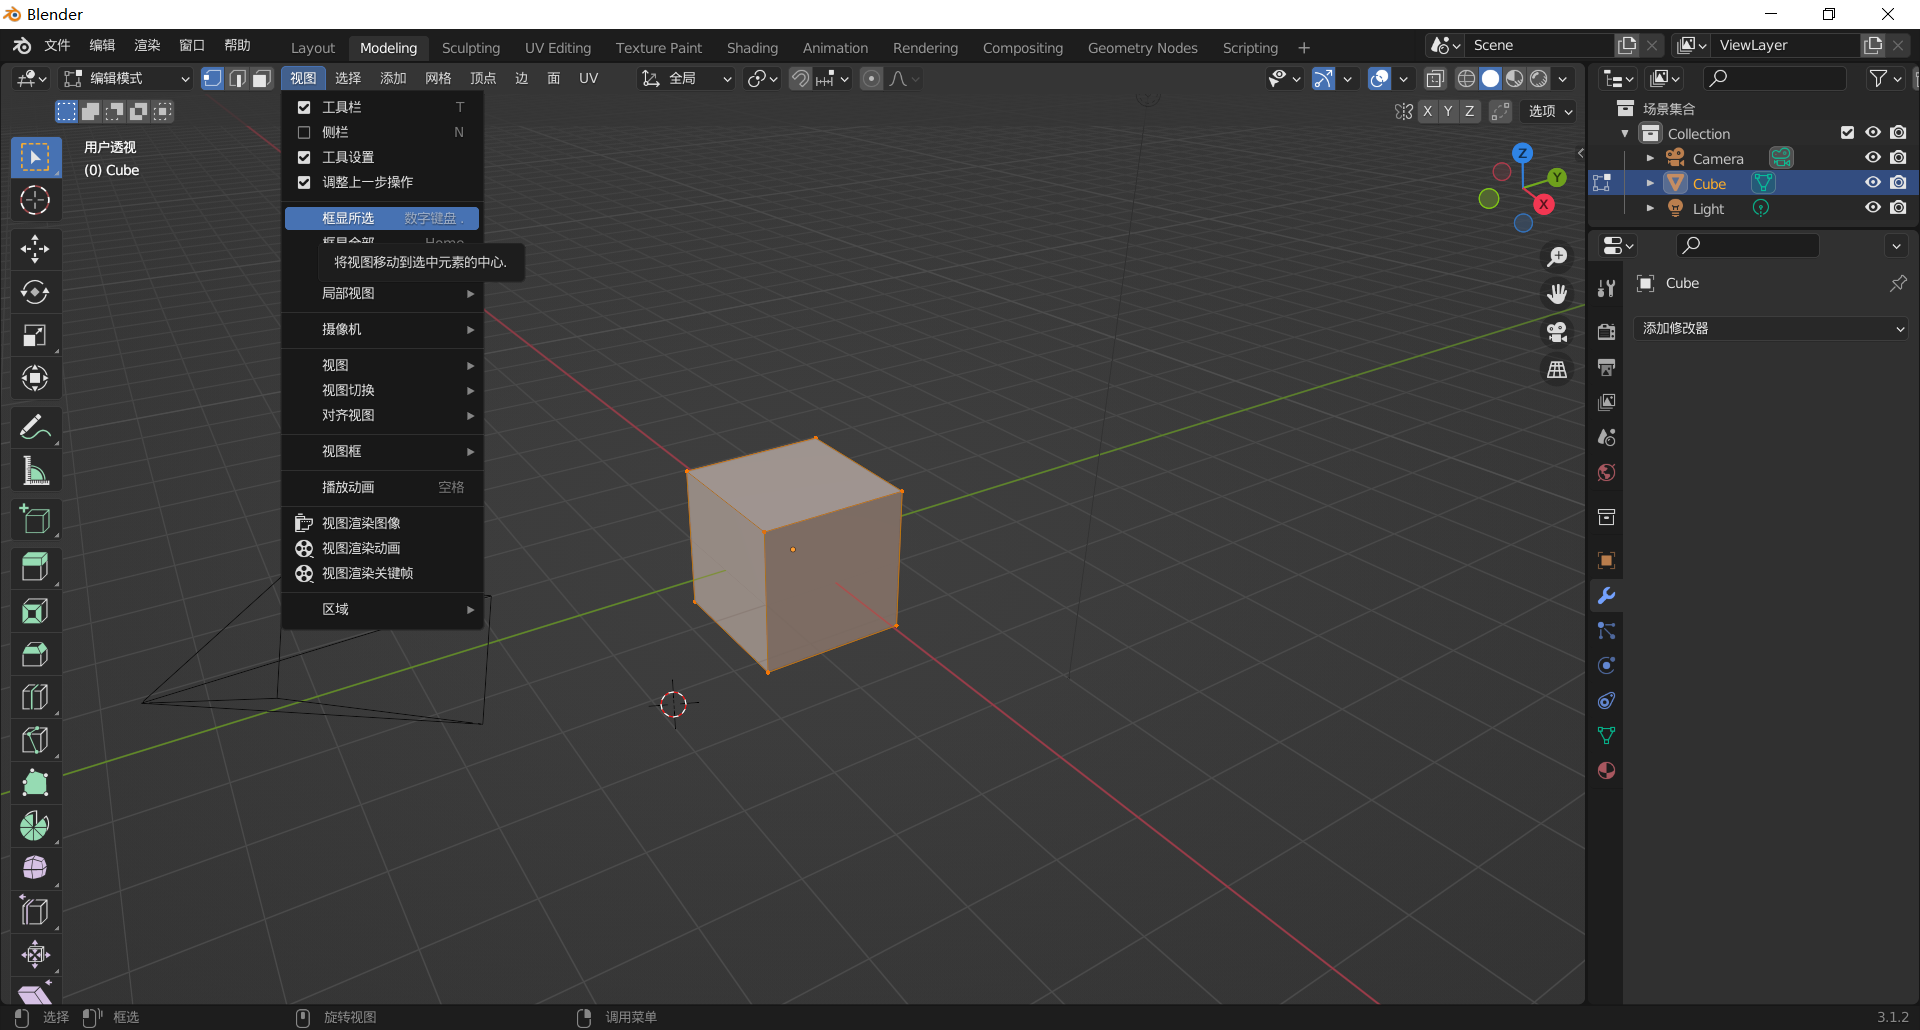 Blender
文件 编辑 渲染 窗口 帮助 Layout Modeling Sculpting UV Editing Texture Paint Shading Animation Rendering Compositing Geometry Nodes Scripting Scene ViewLayer
编辑模式 视图 选择 添加 网格 顶点 边 面 UV 全局
X Y Z 选项
用户透视
(0) Cube
工具栏 T
侧栏 N
工具设置
调整上一步操作
框显所选 数字键盘 .
框显全部 Home
将视图移动到选中元素的中心.
局部视图
摄像机
视图
视图切换
对齐视图
视图框
播放动画 空格
视图渲染图像
视图渲染动画
视图渲染关键帧
区域
Z
Y
X
场景集合
Collection
Camera
Cube
Light
Cube
添加修改器
选择 框选 旋转视图 调用菜单 3.1.2